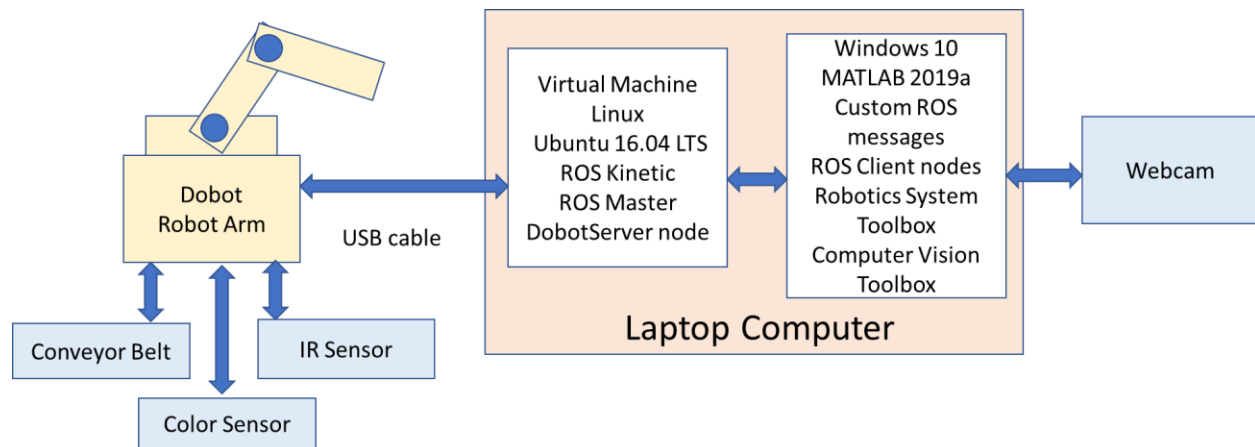 Dobot
Robot Arm
USB cable
Conveyor Belt
IR Sensor
Color Sensor
Virtual Machine
Linux
Ubuntu 16.04 LTS
ROS Kinetic
ROS Master
DobotServer node
Windows 10
MATLAB 2019a
Custom ROS
messages
ROS Client nodes
Robotics System
Toolbox
Computer Vision
Toolbox
Laptop Computer
Webcam